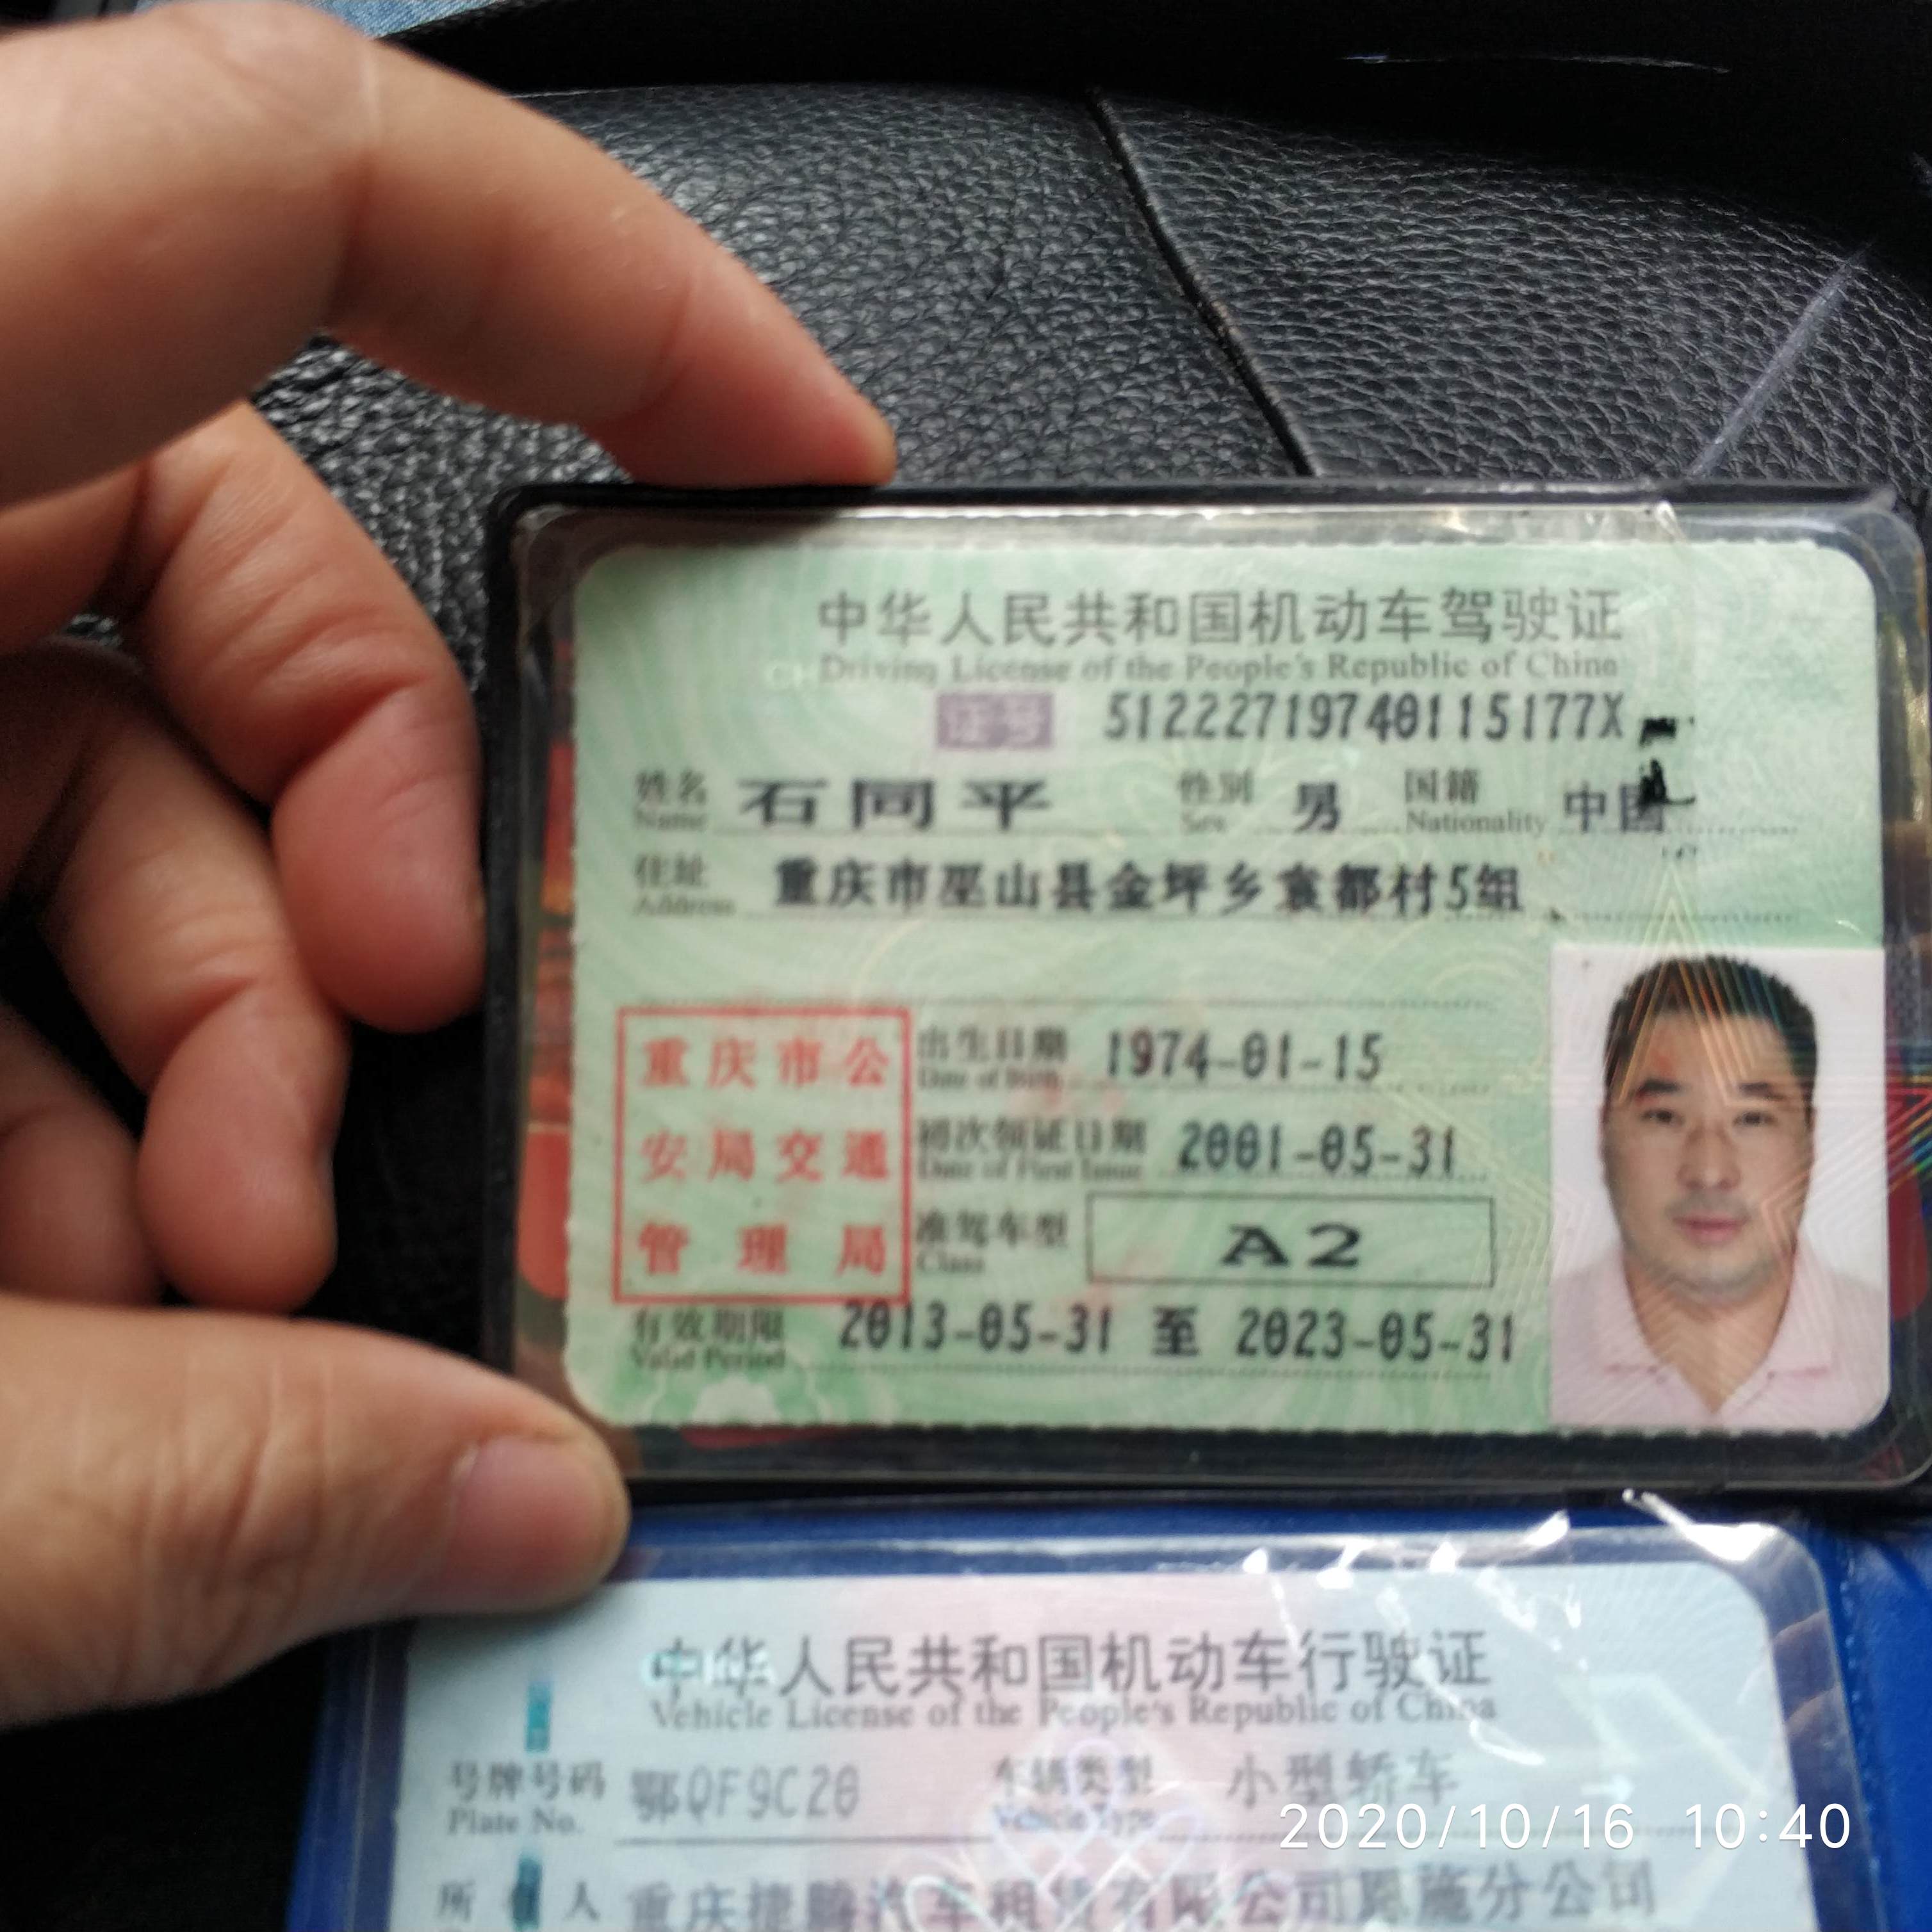 中华人民共和国机动车驾驶证
Driving License of the People's Republic of China
证号 51222719740115177X
姓名 石同平 性别 男 国籍 中国
Name Sex Nationality
住址 重庆市巫山县金坪乡袁都村5组
Address
重庆市公
安局交通
管理局
出生日期 1974-01-15
Date of Birth
初次领证日期 2001-05-31
Date of First Issue
准驾车型 A2
Class
有效期限 2013-05-31 至 2023-05-31
Valid Period
中华人民共和国机动车行驶证
Vehicle License of the People's Republic of China
号牌号码 鄂QF9C20 车辆类型 小型轿车
Plate No. Vehicle Type
2020/10/16 10:40
所有人 重庆捷腾汽车租赁有限公司恩施分公司